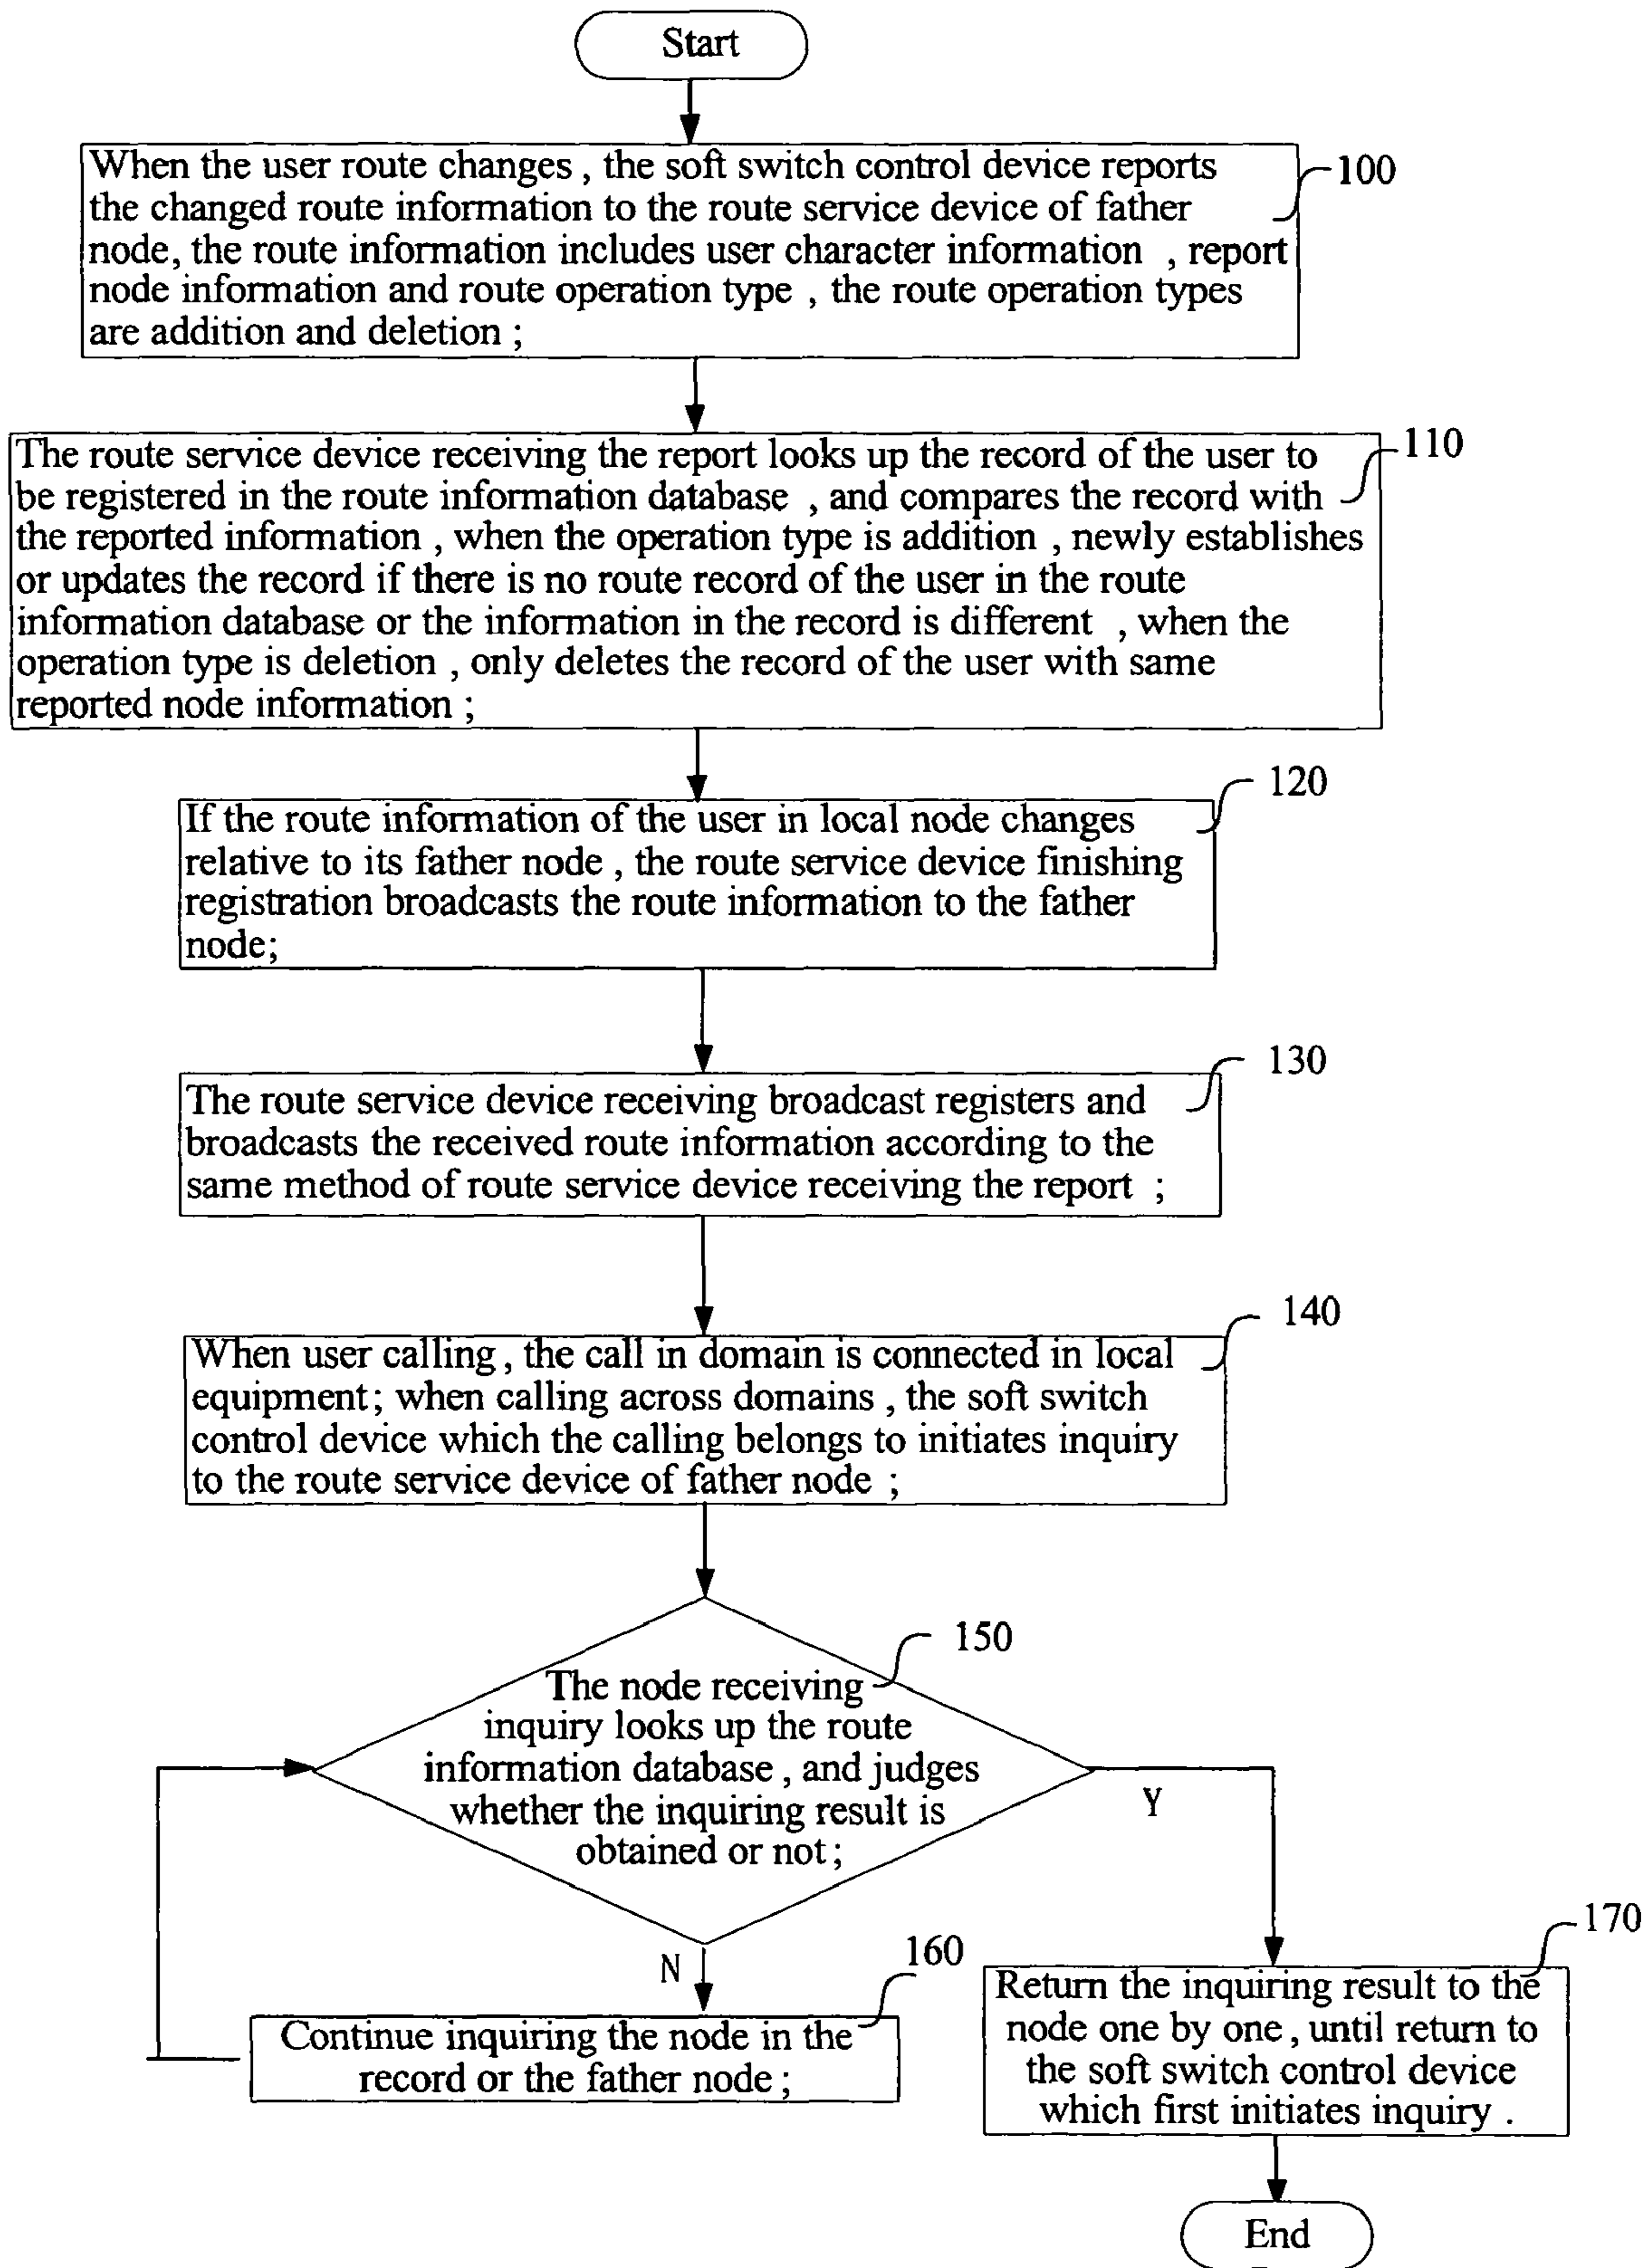 Start
When the user route changes , the soft switch control device reports
the changed route information to the route service device of father
node, the route information includes user character information , report
node information and route operation type , the route operation types
are addition and deletion ;
100
The route service device receiving the report looks up the record of the user to
be registered in the route information database , and compares the record with
the reported information , when the operation type is addition , newly establishes
or updates the record if there is no route record of the user in the route
information database or the information in the record is different , when the
operation type is deletion , only deletes the record of the user with same
reported node information ;
110
If the route information of the user in local node changes
relative to its father node , the route service device finishing
registration broadcasts the route information to the father
node;
120
The route service device receiving broadcast registers and
broadcasts the received route information according to the
same method of route service device receiving the report ;
130
When user calling , the call in domain is connected in local
equipment; when calling across domains , the soft switch
control device which the calling belongs to initiates inquiry
to the route service device of father node ;
140
The node receiving
inquiry looks up the route
information database , and judges
whether the inquiring result is
obtained or not ;
150
Y
N
Continue inquiring the node in the
record or the father node ;
160
Return the inquiring result to the
node one by one , until return to
the soft switch control device
which first initiates inquiry .
170
End